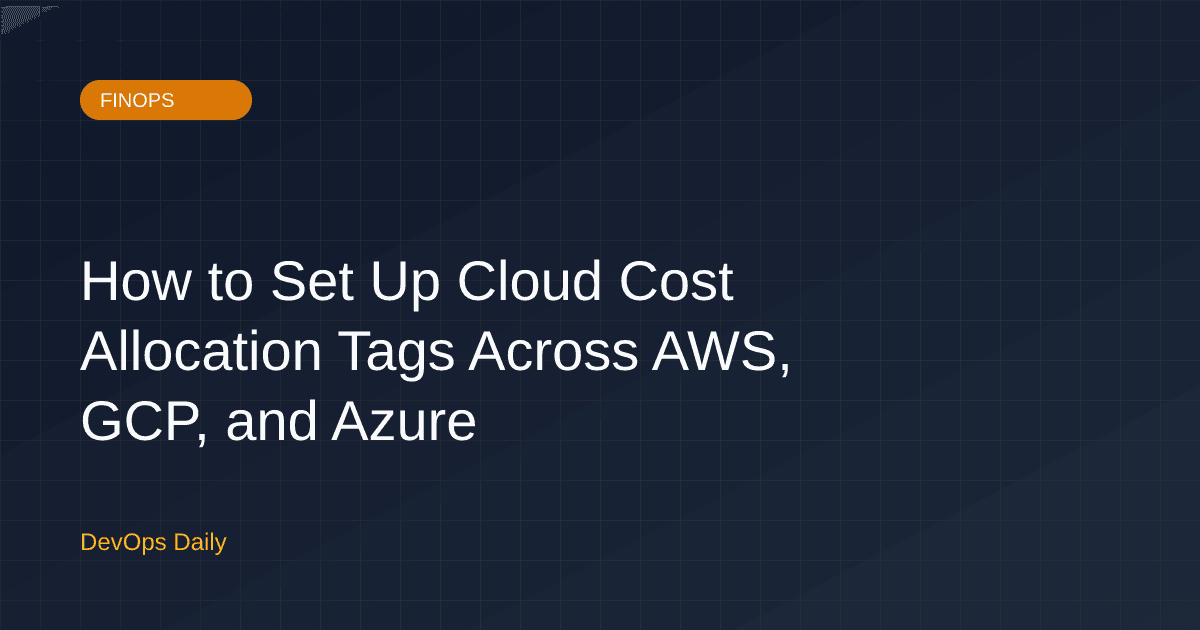 FINOPS
How to Set Up Cloud Cost
Allocation Tags Across AWS,
GCP, and Azure
DevOps Daily